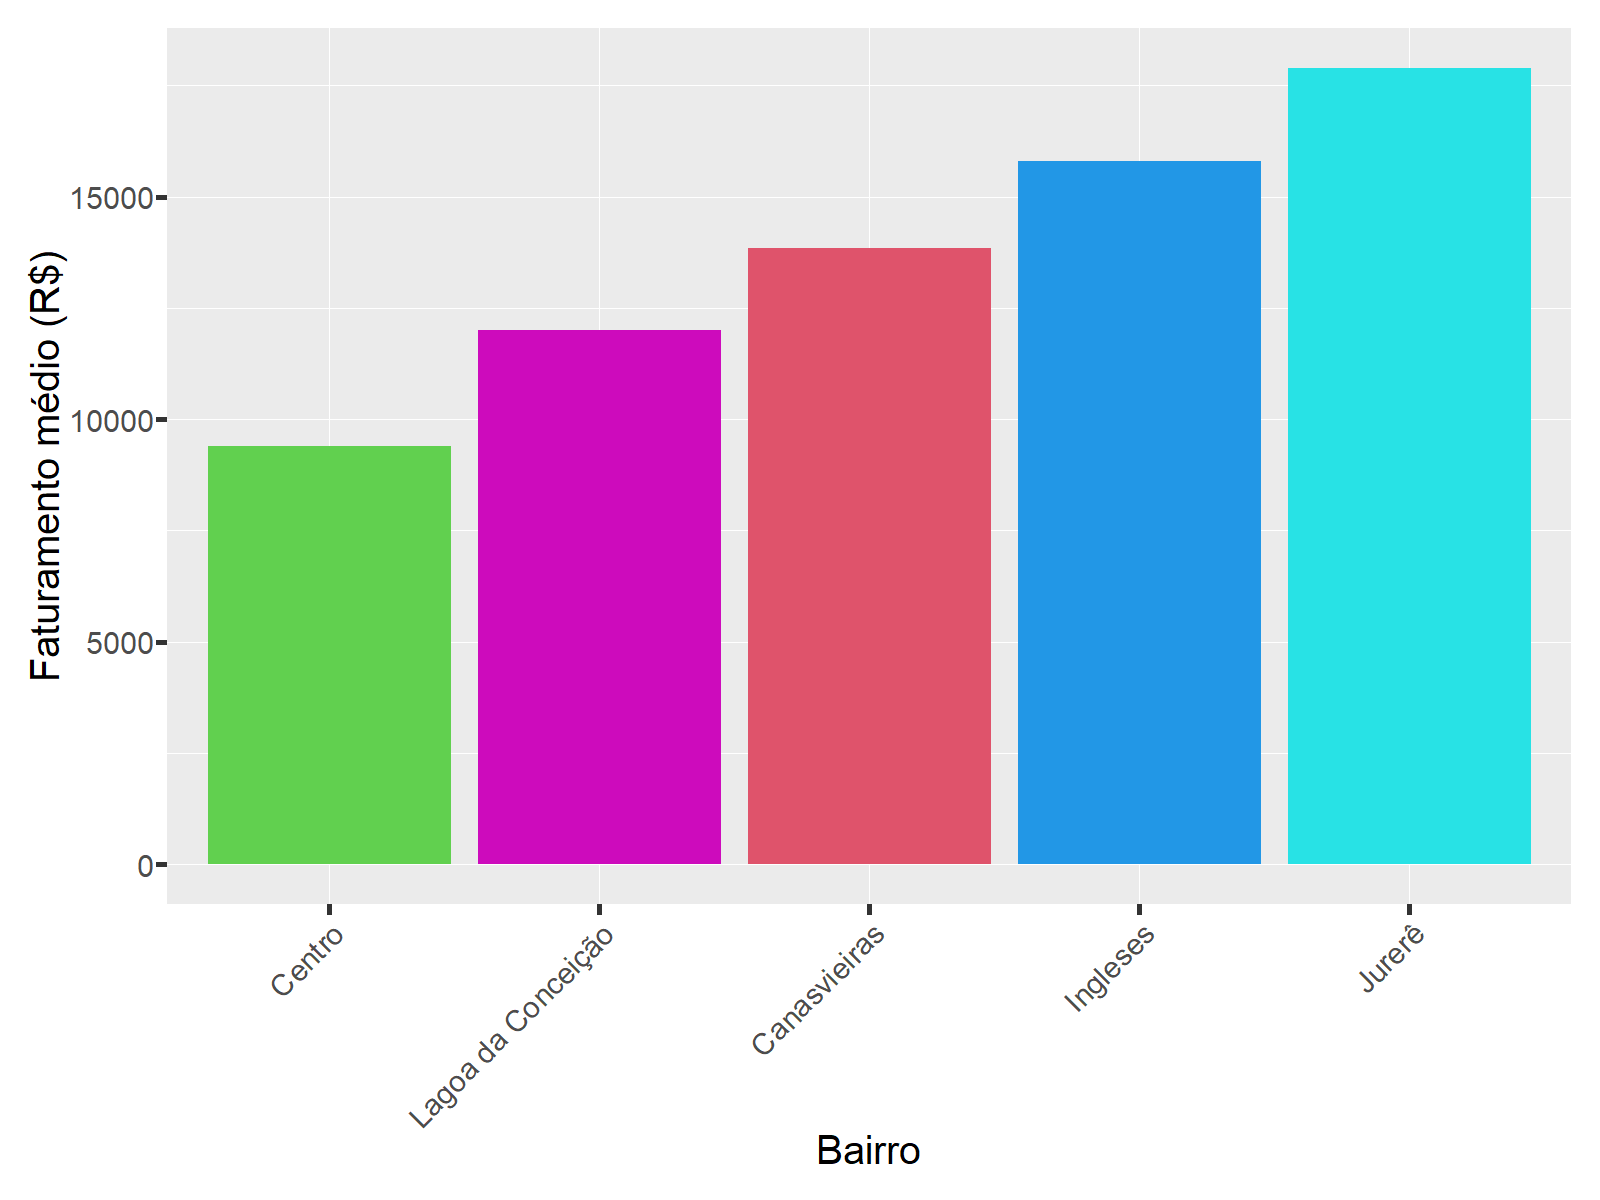 Faturamento médio (R$)
15000
10000
5000
0
Centro
Lagoa da Conceição
Canasvieiras
Ingleses
Jurerê
Bairro